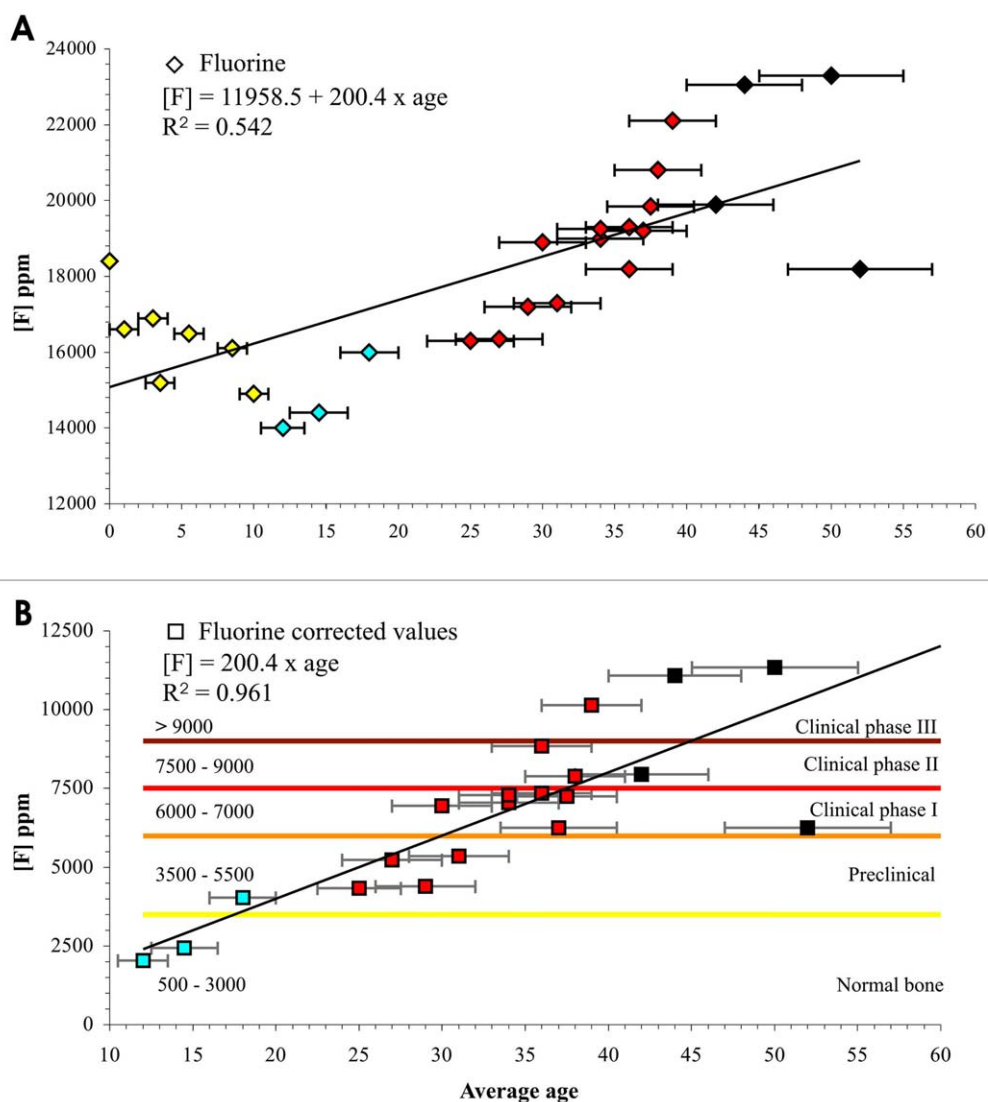 A
24000
22000
20000
18000
16000
14000
12000
[F] ppm
Fluorine
[F] = 11958.5 + 200.4 x age
R² = 0.542
0 5 10 15 20 25 30 35 40 45 50 55 60
B
12500
10000
7500
5000
2500
0
[F] ppm
Fluorine corrected values
[F] = 200.4 x age
R² = 0.961
> 9000 Clinical phase III
7500 - 9000 Clinical phase II
6000 - 7000 Clinical phase I
3500 - 5500 Preclinical
500 - 3000 Normal bone
10 15 20 25 30 35 40 45 50 55 60
Average age